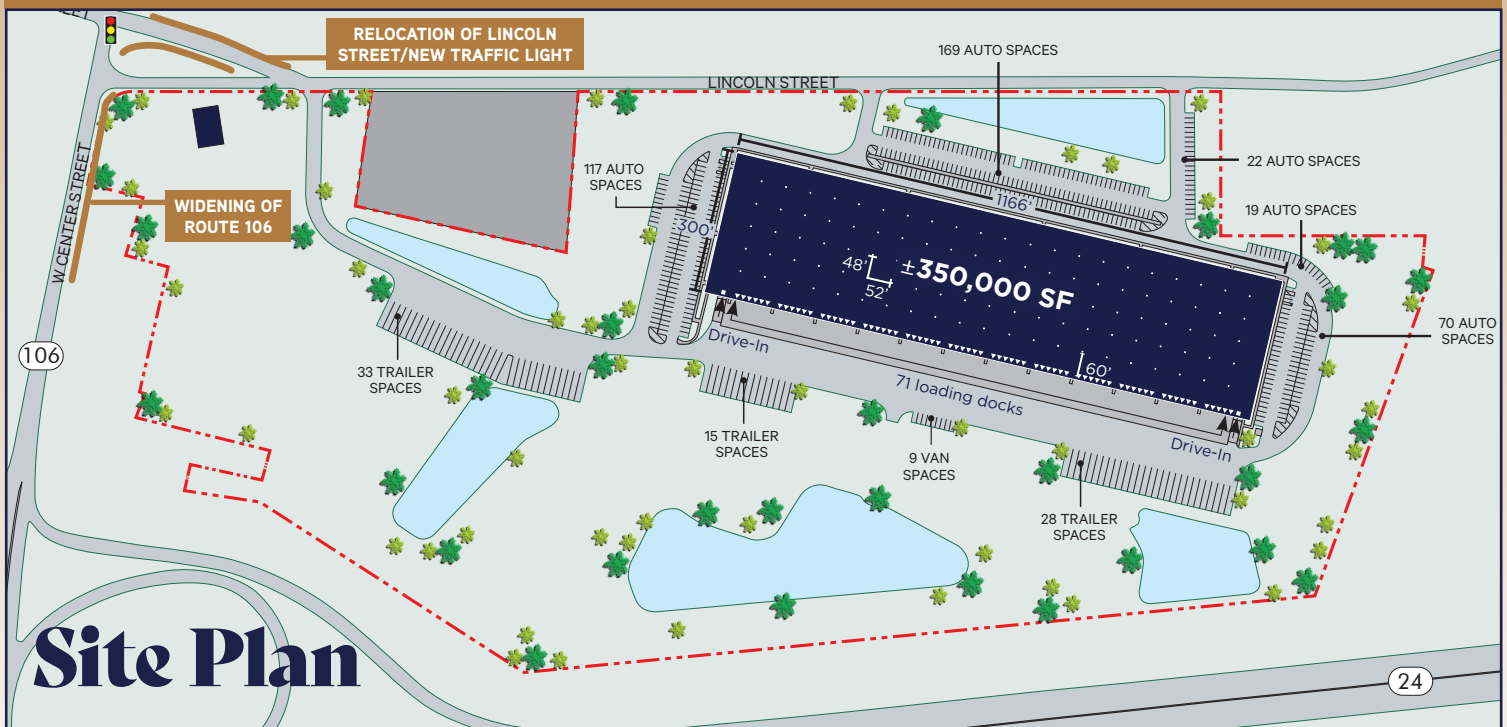 RELOCATION OF LINCOLN
STREET/NEW TRAFFIC LIGHT
169 AUTO SPACES
LINCOLN STREET
117 AUTO
SPACES
22 AUTO SPACES
W CENTER STREET
WIDENING OF
ROUTE 106
1166'
19 AUTO SPACES
300'
48'
52'
±350,000 SF
70 AUTO
SPACES
106
Drive-In
60'
33 TRAILER
SPACES
71 loading docks
15 TRAILER
SPACES
9 VAN
SPACES
Drive-In
28 TRAILER
SPACES
Site Plan
24